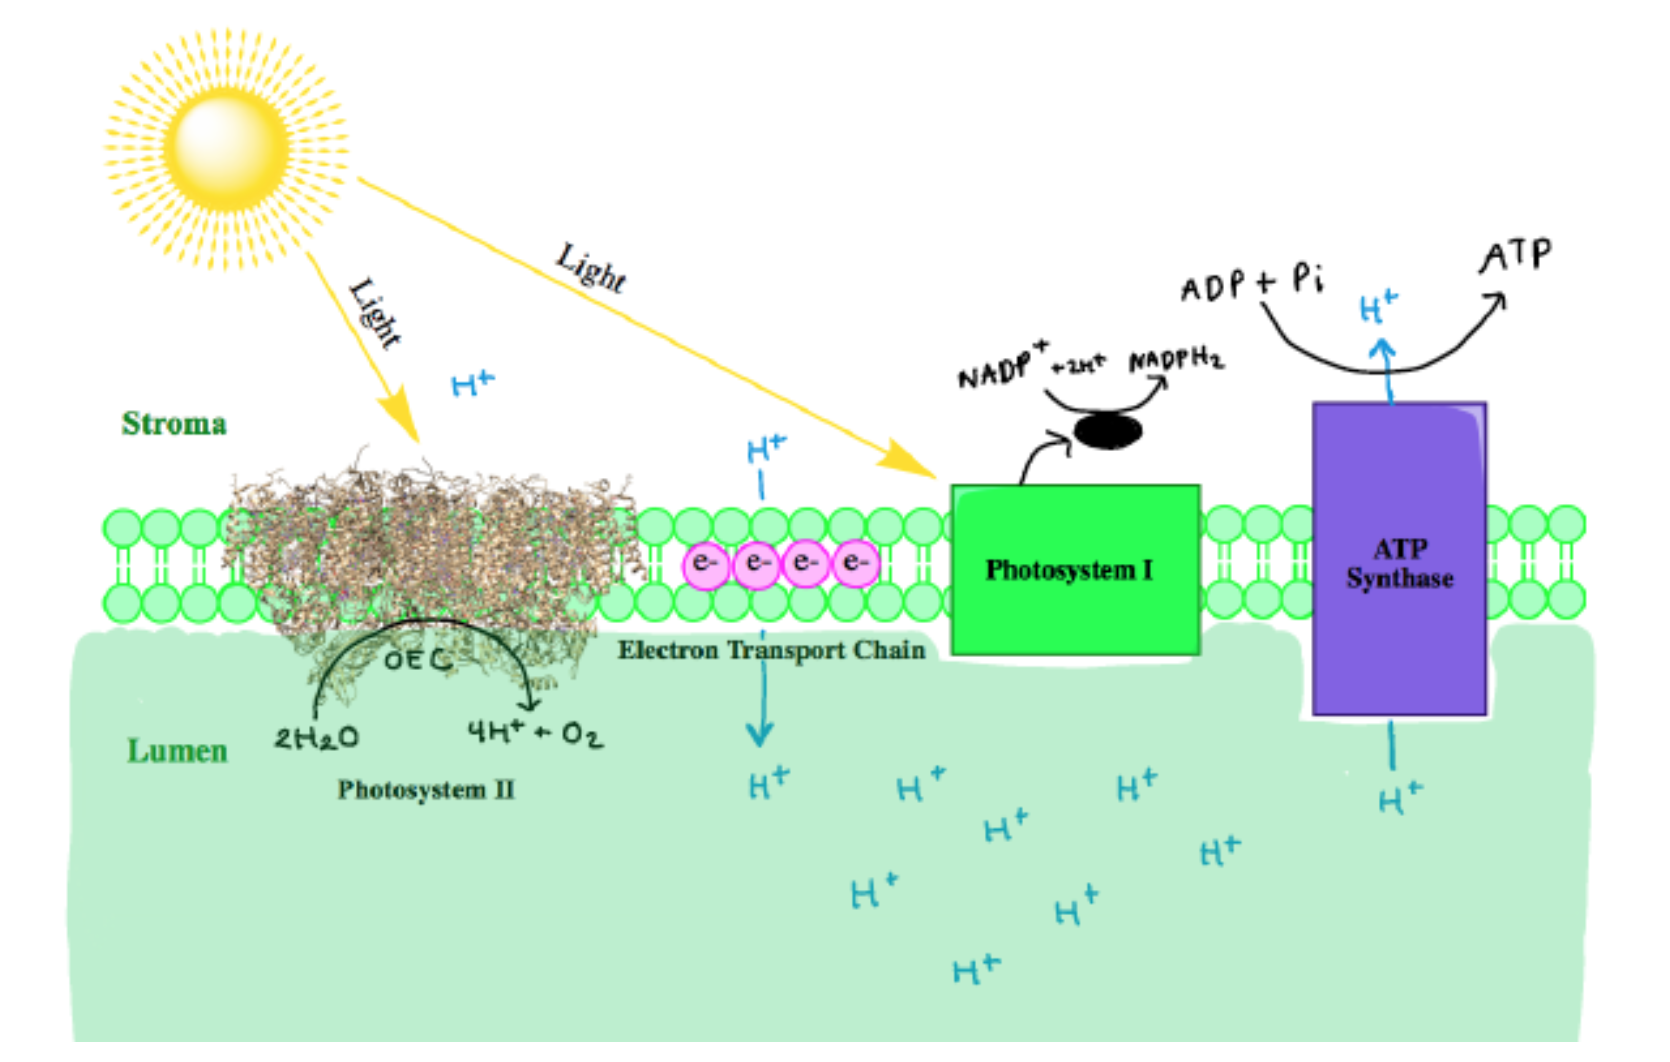 Light
Light
ADP + Pi
H+
ATP
NADP+ +2H+
NADPH2
H+
Stroma
H+
e-
e-
e-
e-
Photosystem I
ATP
Synthase
OEC
Electron Transport Chain
2H2O
4H+ + O2
Lumen
Photosystem II
H+
H+
H+
H+
H+
H+
H+
H+
H+